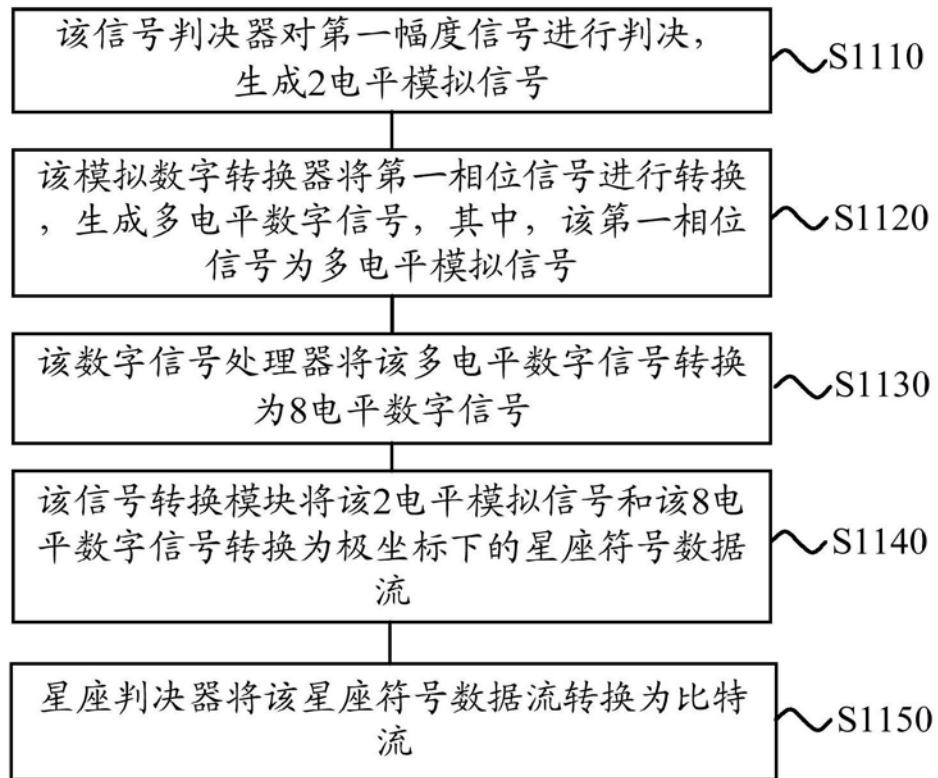 该信号判决器对第一幅度信号进行判决，
生成2电平模拟信号
S1110
该模拟数字转换器将第一相位信号进行转换
，生成多电平数字信号，其中，该第一相位
信号为多电平模拟信号
S1120
该数字信号处理器将该多电平数字信号转换
为8电平数字信号
S1130
该信号转换模块将该2电平模拟信号和该8电
平数字信号转换为极坐标下的星座符号数据
流
S1140
星座判决器将该星座符号数据流转换为比特
流
S1150